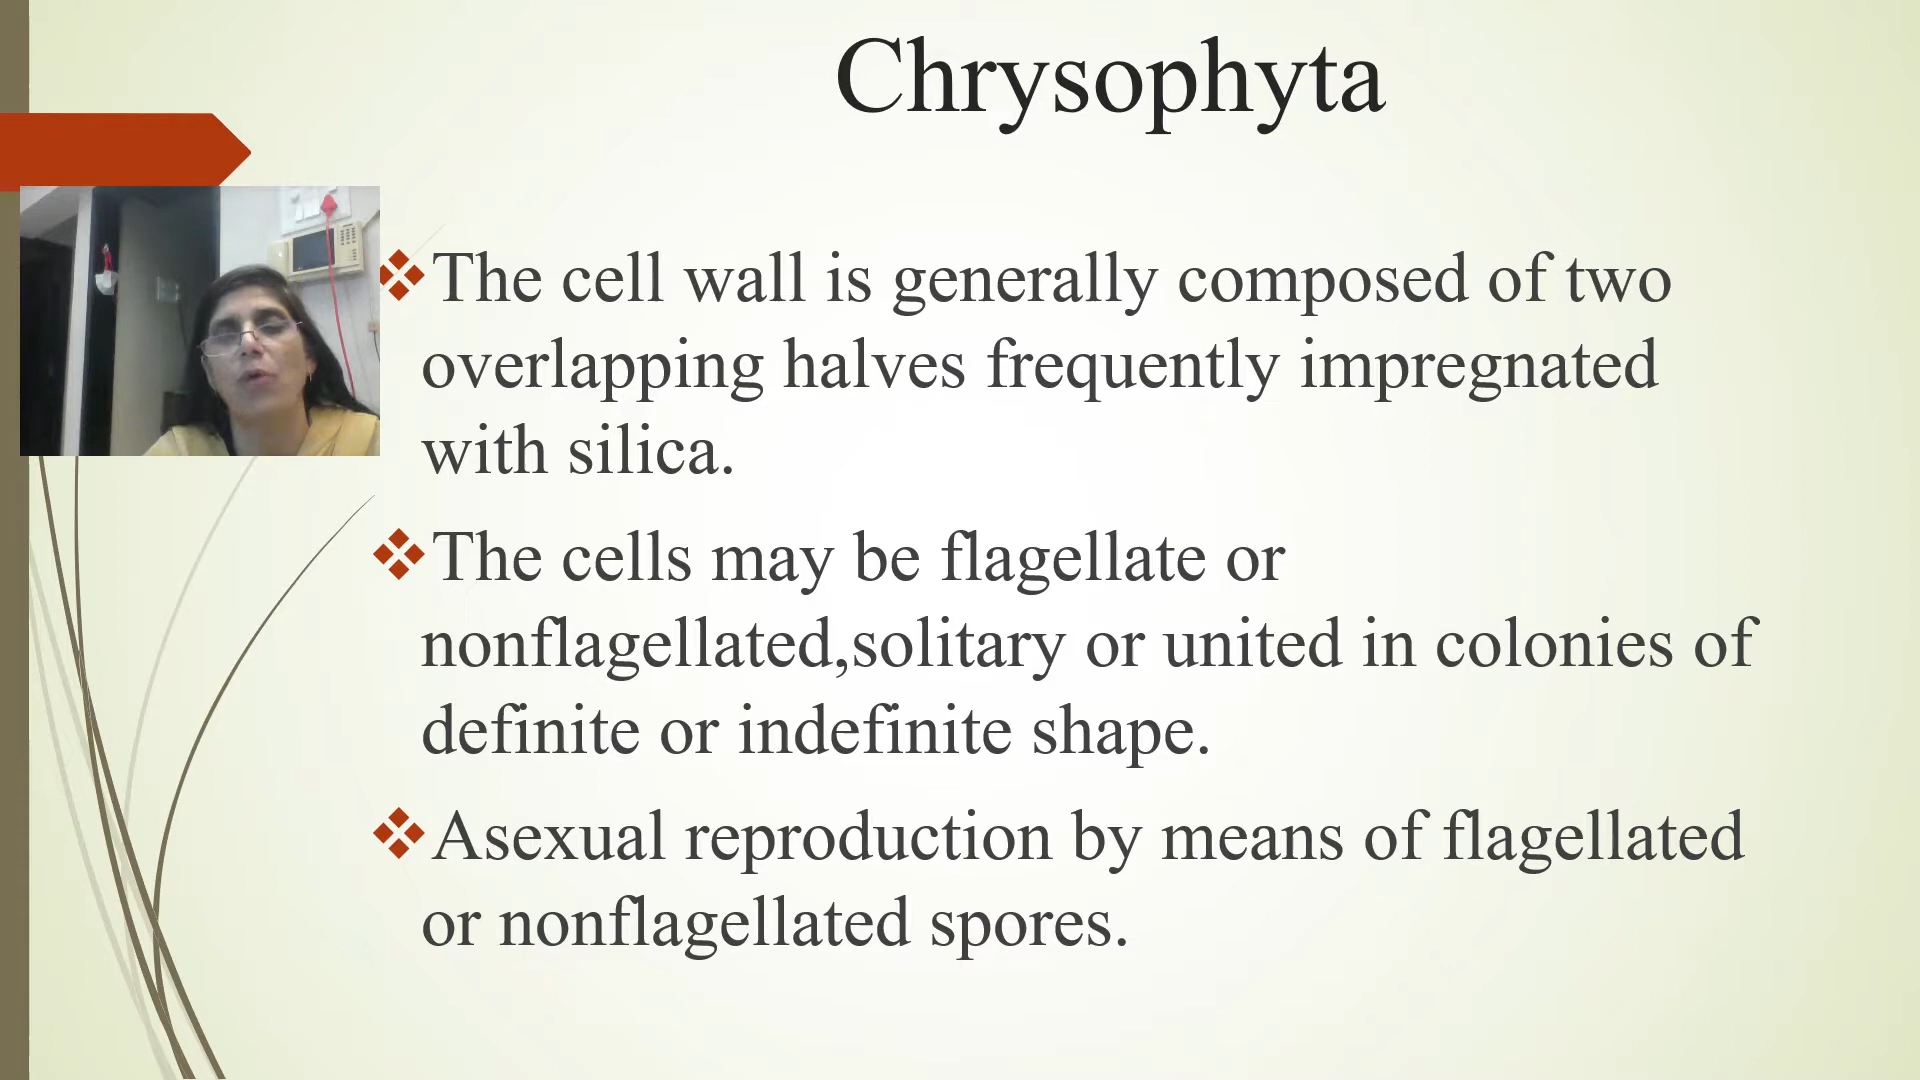 Chrysophyta
The cell wall is generally composed of two
overlapping halves frequently impregnated
with silica.
The cells may be flagellate or
nonflagellated,solitary or united in colonies of
definite or indefinite shape.
Asexual reproduction by means of flagellated
or nonflagellated spores.